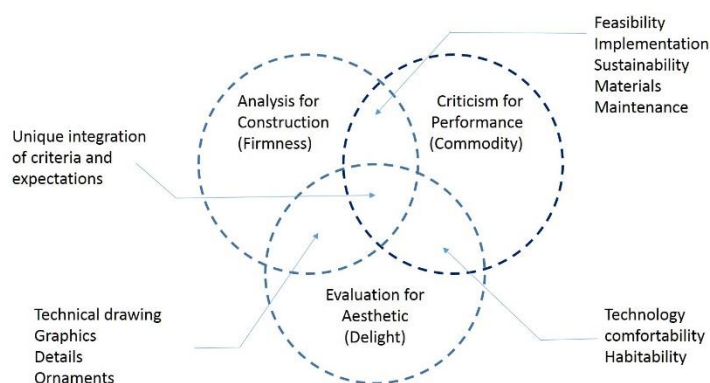 Feasibility
Implementation
Sustainability
Materials
Maintenance
Analysis for
Construction
(Firmness)
Criticism for
Performance
(Commodity)
Unique integration
of criteria and
expectations
Evaluation for
Aesthetic
(Delight)
Technical drawing
Graphics
Details
Ornaments
Technology
comfortability
Habitability